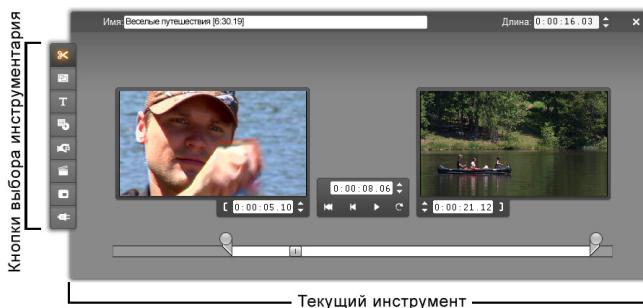 Имя: Веселые путешествия [6:30.19]
Длина: 0:00:16.03
Кнопки выбора инструментария
T
0:00:08.06
[ 0:00:05.10
0:00:21.12 ]
Текущий инструмент